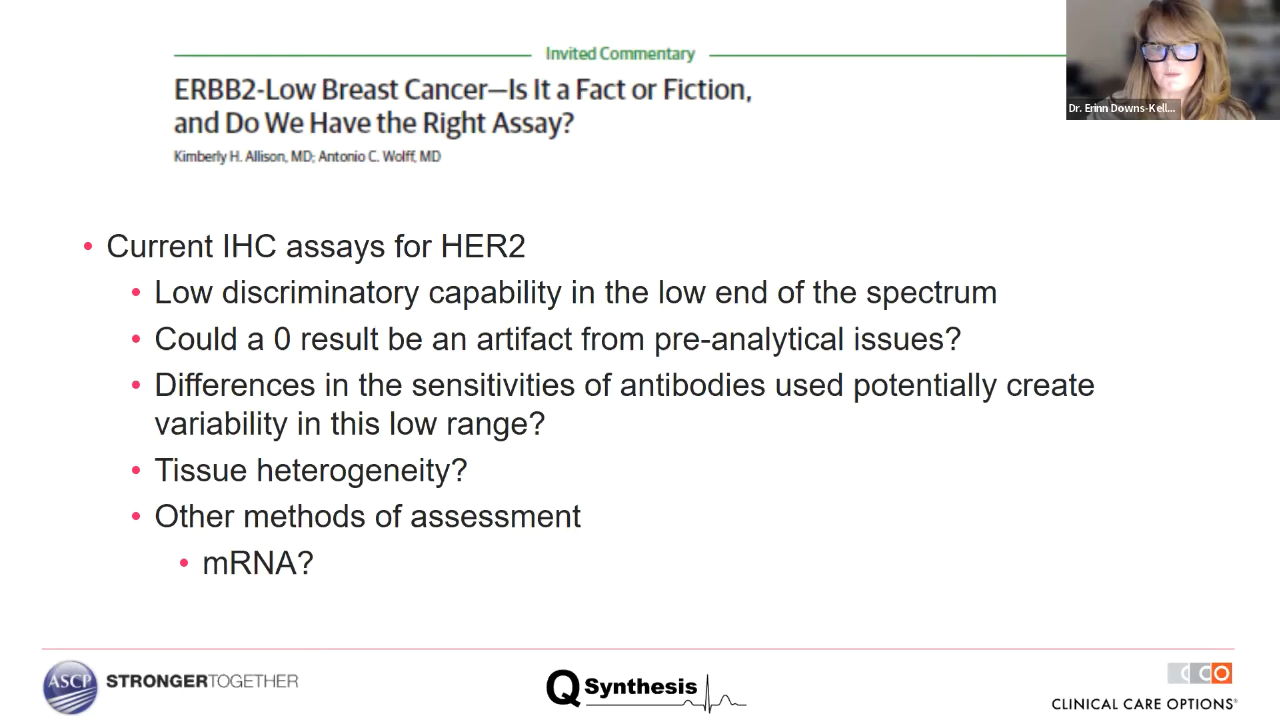 Invited Commentary
ERBB2-Low Breast Cancer—Is It a Fact or Fiction,
and Do We Have the Right Assay?
Kimberly H. Allison, MD; Antonio C. Wolff, MD
Dr. Erinn Downs-Kell...
• Current IHC assays for HER2
• Low discriminatory capability in the low end of the spectrum
• Could a 0 result be an artifact from pre-analytical issues?
• Differences in the sensitivities of antibodies used potentially create
variability in this low range?
• Tissue heterogeneity?
• Other methods of assessment
• mRNA?
ASCP STRONGERTOGETHER
Q Synthesis
CCO
CLINICAL CARE OPTIONS®